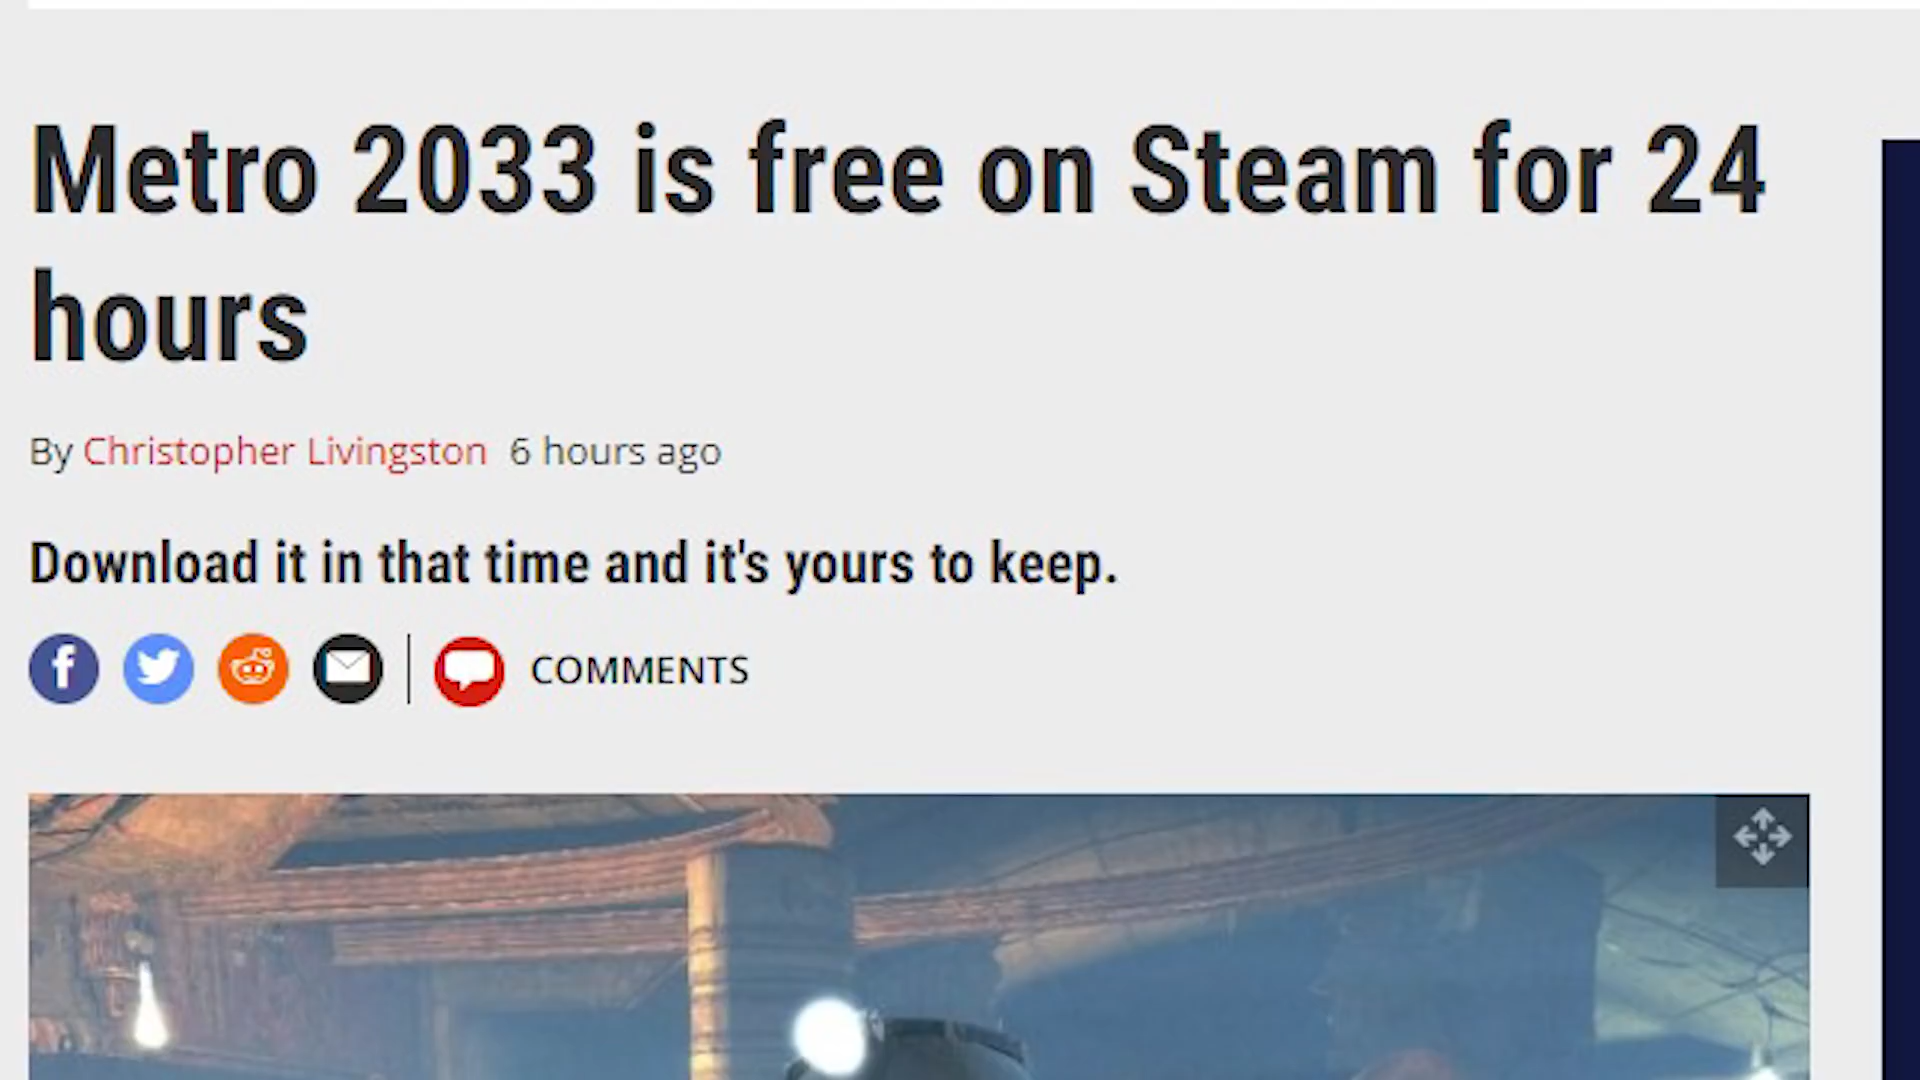 Metro 2033 is free on Steam for 24
hours
By Christopher Livingston 6 hours ago
Download it in that time and it's yours to keep.
COMMENTS